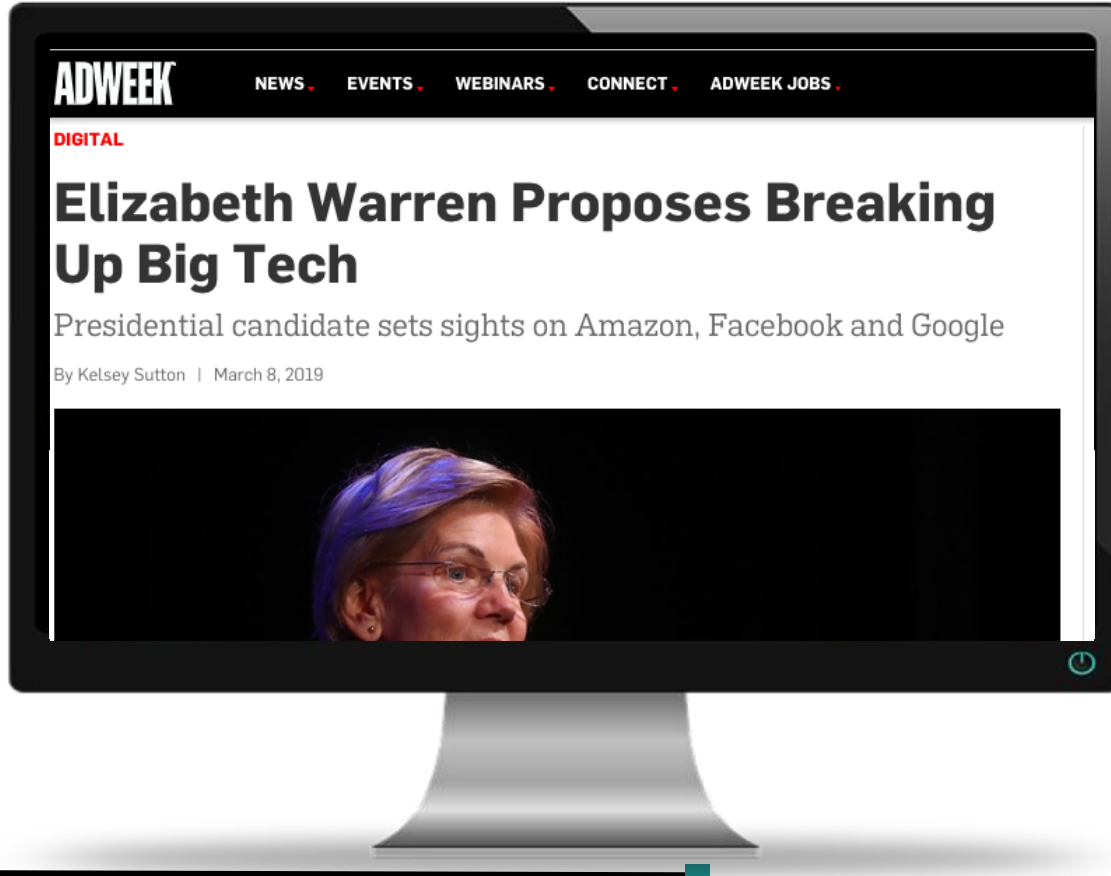 ADWEEK
NEWS EVENTS WEBINARS CONNECT ADWEEK JOBS
DIGITAL
Elizabeth Warren Proposes Breaking
Up Big Tech
Presidential candidate sets sights on Amazon, Facebook and Google
By Kelsey Sutton | March 8, 2019